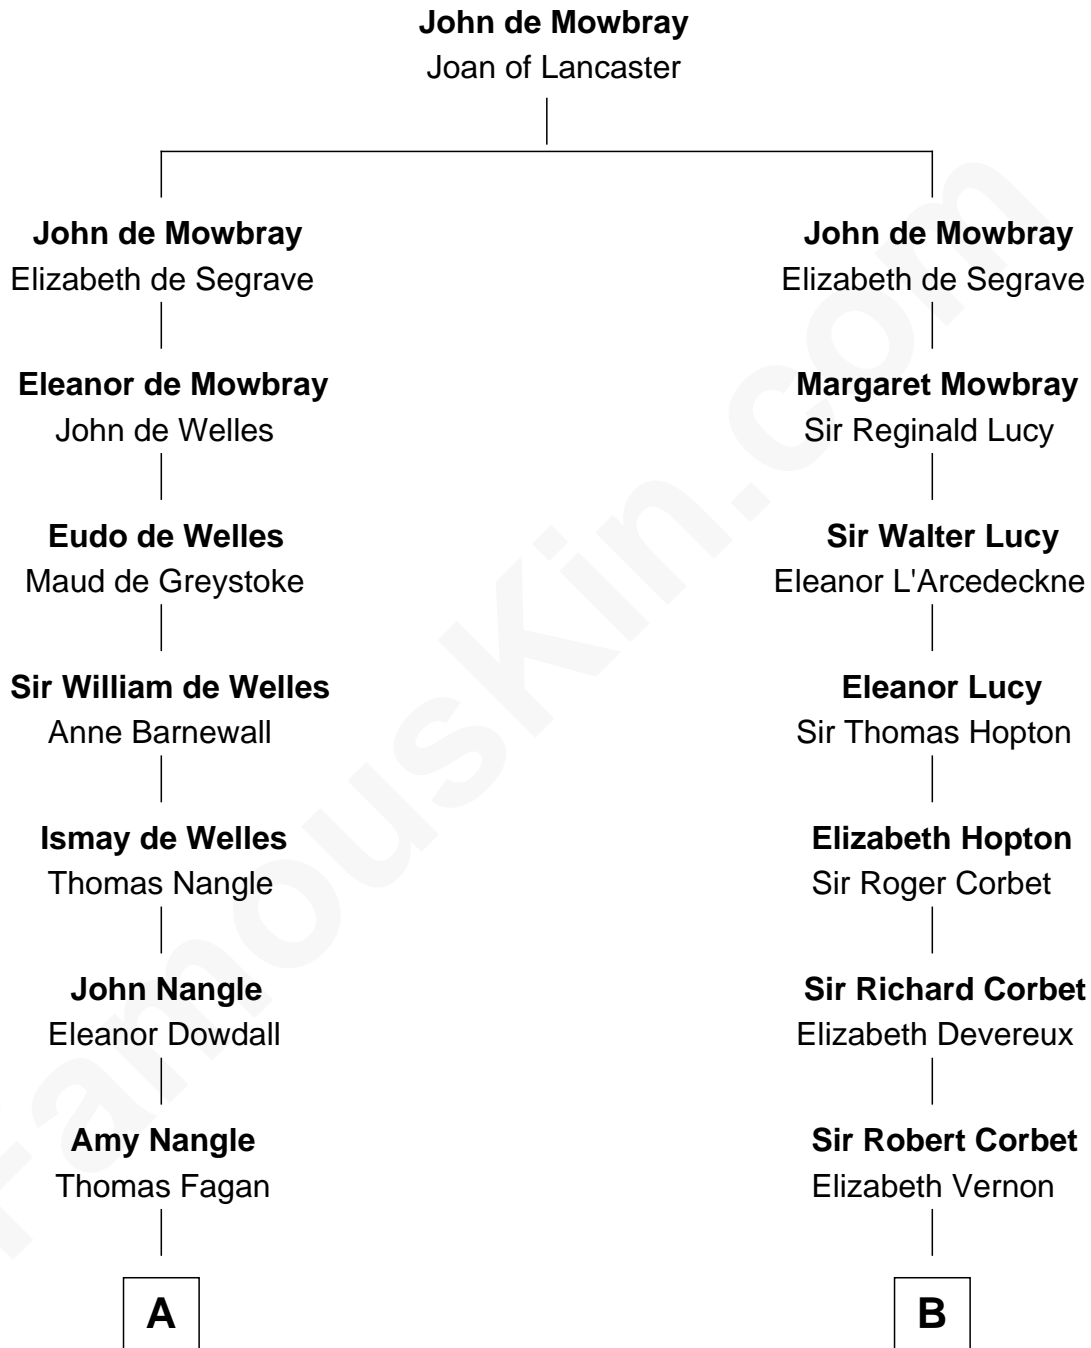 John de Mowbray
Joan of Lancaster
John de Mowbray
Elizabeth de Segrave
Eleanor de Mowbray
John de Welles
Eudo de Welles
Maud de Greystoke
Sir William de Welles
Anne Barnewall
Ismay de Welles
Thomas Nangle
John Nangle
Eleanor Dowdall
Amy Nangle
Thomas Fagan
A
John de Mowbray
Elizabeth de Segrave
Margaret Mowbray
Sir Reginald Lucy
Sir Walter Lucy
Eleanor L'Arcedeckne
Eleanor Lucy
Sir Thomas Hopton
Elizabeth Hopton
Sir Roger Corbet
Sir Richard Corbet
Elizabeth Devereux
Sir Robert Corbet
Elizabeth Vernon
B
FamousKin.com